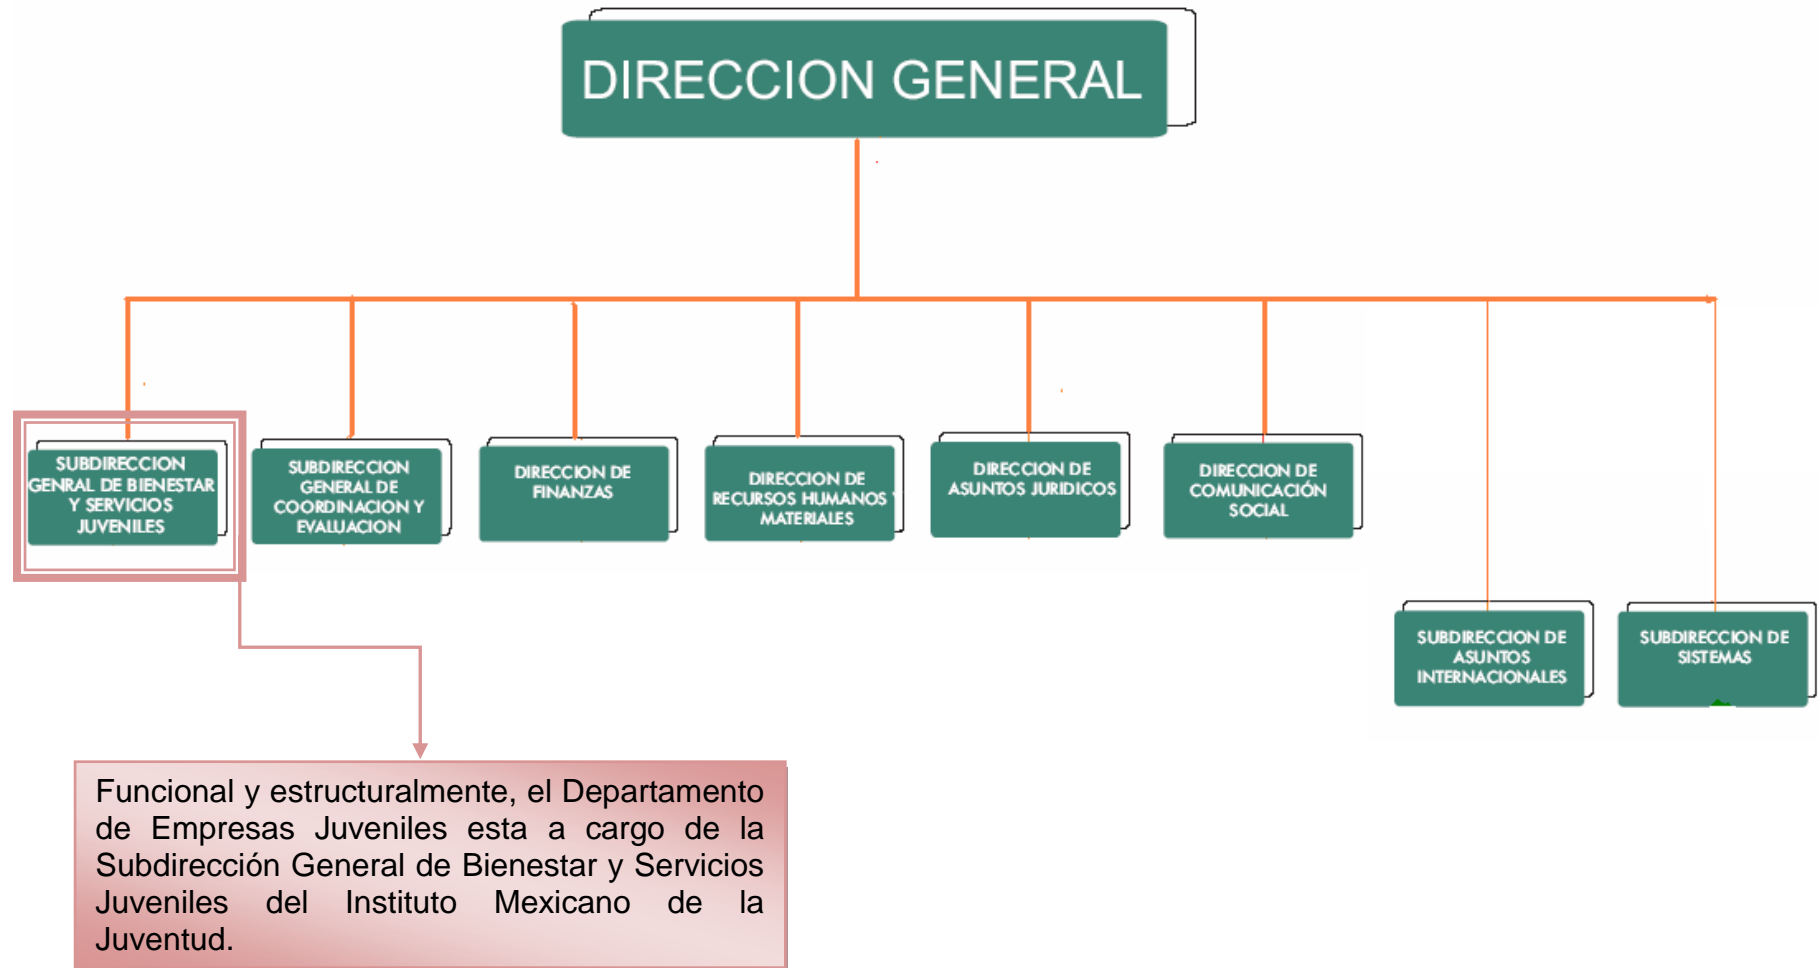 DIRECCION GENERAL
SUBDIRECCION
GENRAL DE BIENESTAR
Y SERVICIOS
JUVENILES
SUBDIRECCION
GENERAL DE
COORDINACION Y
EVALUACION
DIRECCION DE
FINANZAS
DIRECCION DE
RECURSOS HUMANOS Y
MATERIALES
DIRECCION DE
ASUNTOS JURIDICOS
DIRECCION DE
COMUNICACIÓN
SOCIAL
SUBDIRECCION DE
ASUNTOS
INTERNACIONALES
SUBDIRECCION DE
SISTEMAS
Funcional y estructuralmente, el Departamento
de Empresas Juveniles esta a cargo de la
Subdirección General de Bienestar y Servicios
Juveniles del Instituto Mexicano de la
Juventud.